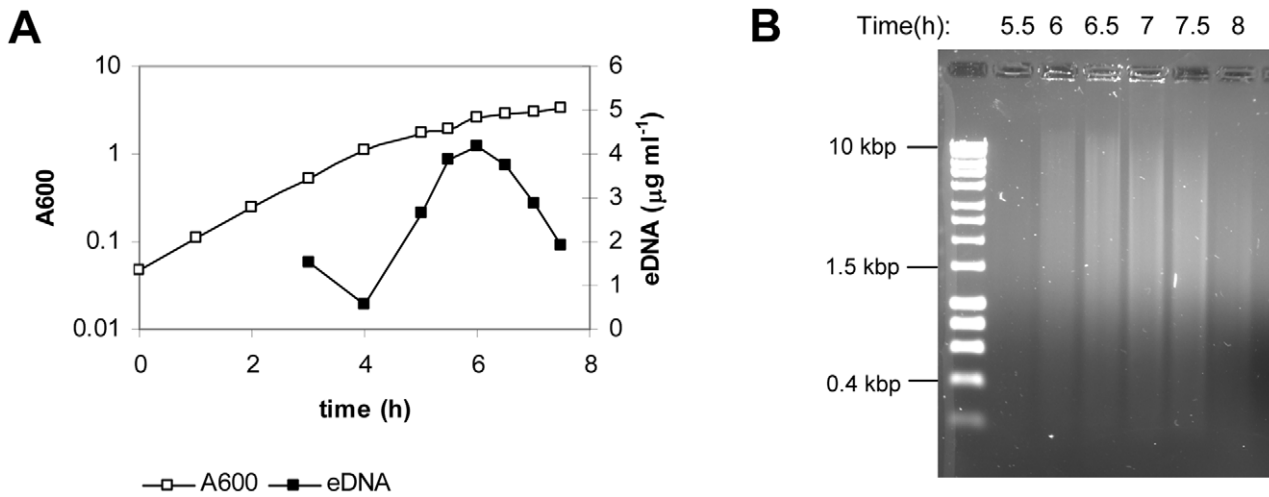 A
10
1
0.1
0.01
A600
6
5
4
3
2
1
0
eDNA (µg ml-1)
0 2 4 6 8
time (h)
A600 eDNA
B
Time(h): 5.5 6 6.5 7 7.5 8
10 kbp
1.5 kbp
0.4 kbp